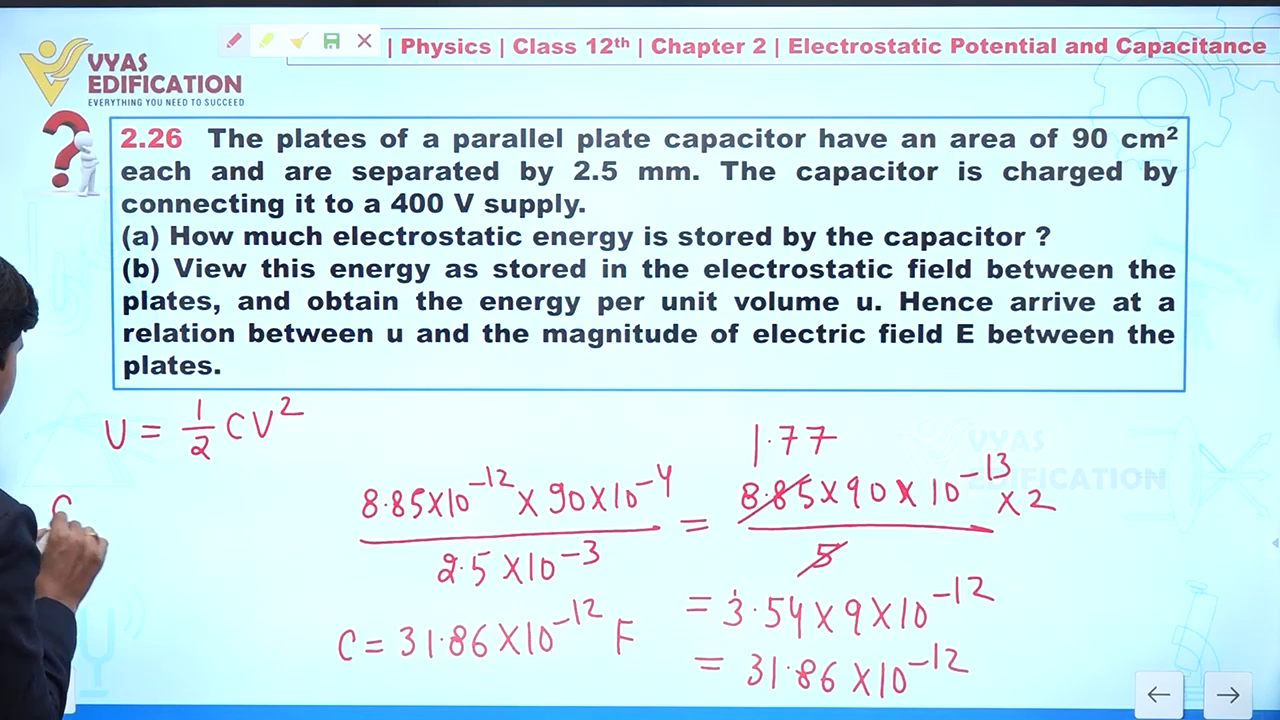 VYAS
EDIFICATION
EVERYTHING YOU NEED TO SUCCEED
| Physics | Class 12th | Chapter 2 | Electrostatic Potential and Capacitance
2.26 The plates of a parallel plate capacitor have an area of 90 cm²
each and are separated by 2.5 mm. The capacitor is charged by
connecting it to a 400 V supply.
(a) How much electrostatic energy is stored by the capacitor ?
(b) View this energy as stored in the electrostatic field between the
plates, and obtain the energy per unit volume u. Hence arrive at a
relation between u and the magnitude of electric field E between the
plates.
U = 1/2 CV²
C
8.85×10⁻¹² × 90×10⁻⁴ / 2.5×10⁻³ = 8.85×90×10⁻¹³ ×2 / 5
1.77
= 3.54×9×10⁻¹²
C = 31.86×10⁻¹² F
= 31.86×10⁻¹²
VYAS
EDIFICATION